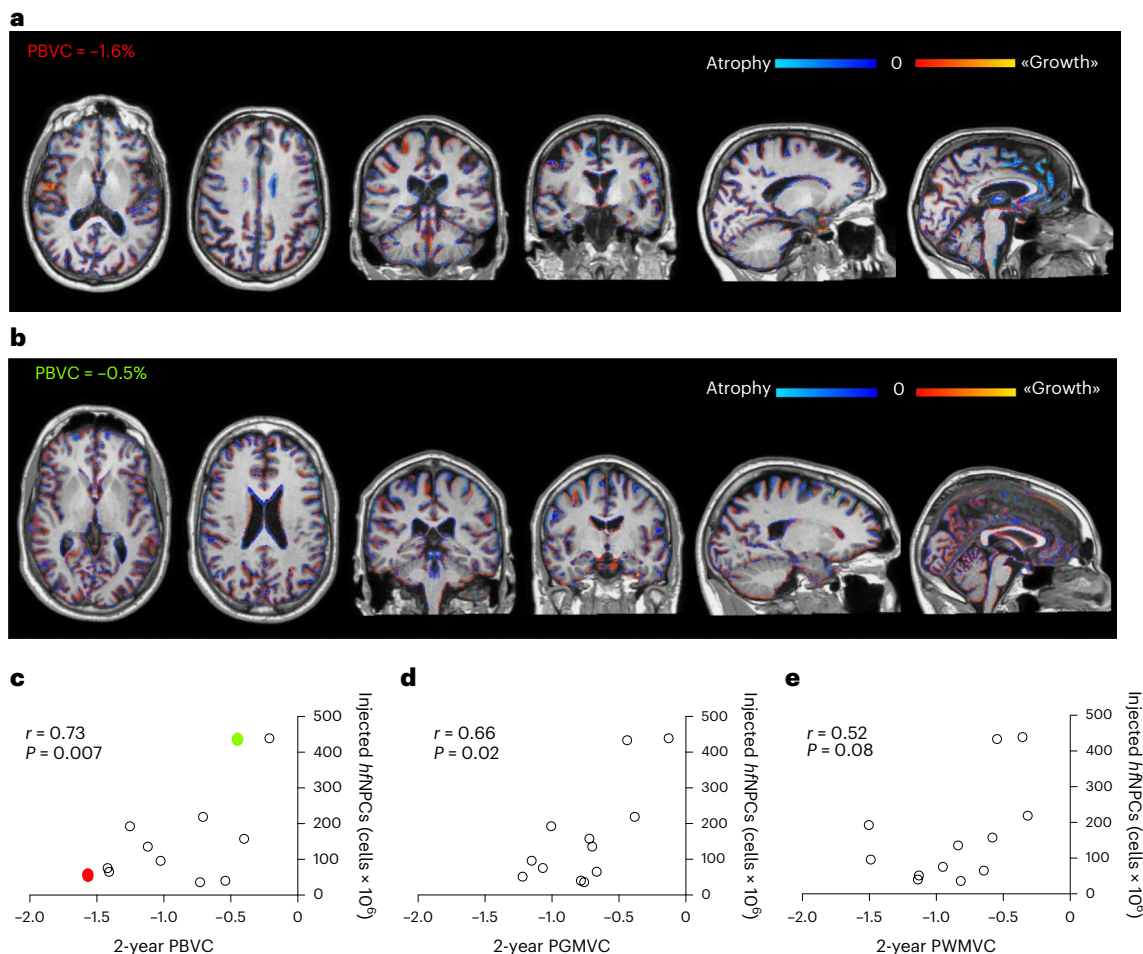 a
PBVC = –1.6%
Atrophy 0 «Growth»
b
PBVC = –0.5%
Atrophy 0 «Growth»
c
r = 0.73
P = 0.007
500
400
300
200
100
0
–2.0 –1.5 –1.0 –0.5 0
2-year PBVC
Injected hfNPCs (cells × 10⁶)
d
r = 0.66
P = 0.02
500
400
300
200
100
0
–2.0 –1.5 –1.0 –0.5 0
2-year PGMVC
Injected hfNPCs (cells × 10⁶)
e
r = 0.52
P = 0.08
500
400
300
200
100
0
–2.0 –1.5 –1.0 –0.5 0
2-year PWMVC
Injected hfNPCs (cells × 10⁶)